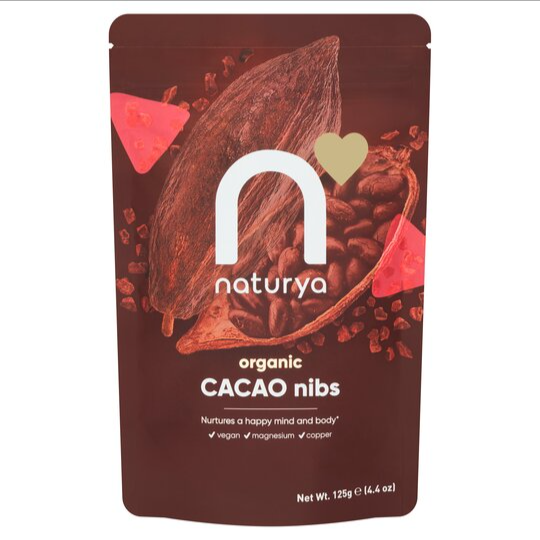 n
naturya
organic
CACAO nibs
Nurtures a happy mind and body*
✓vegan ✓magnesium ✓copper
Net Wt. 125g ℮ (4.4 oz)